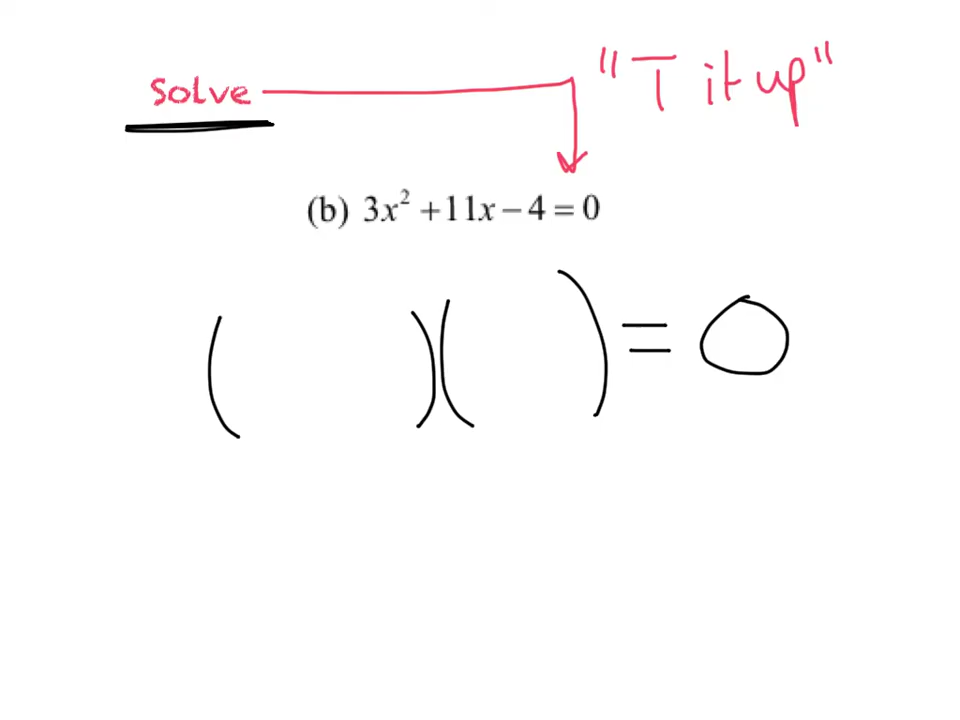 Solve "T it up"
(b) 3x² + 11x − 4 = 0
(        )(        ) = 0